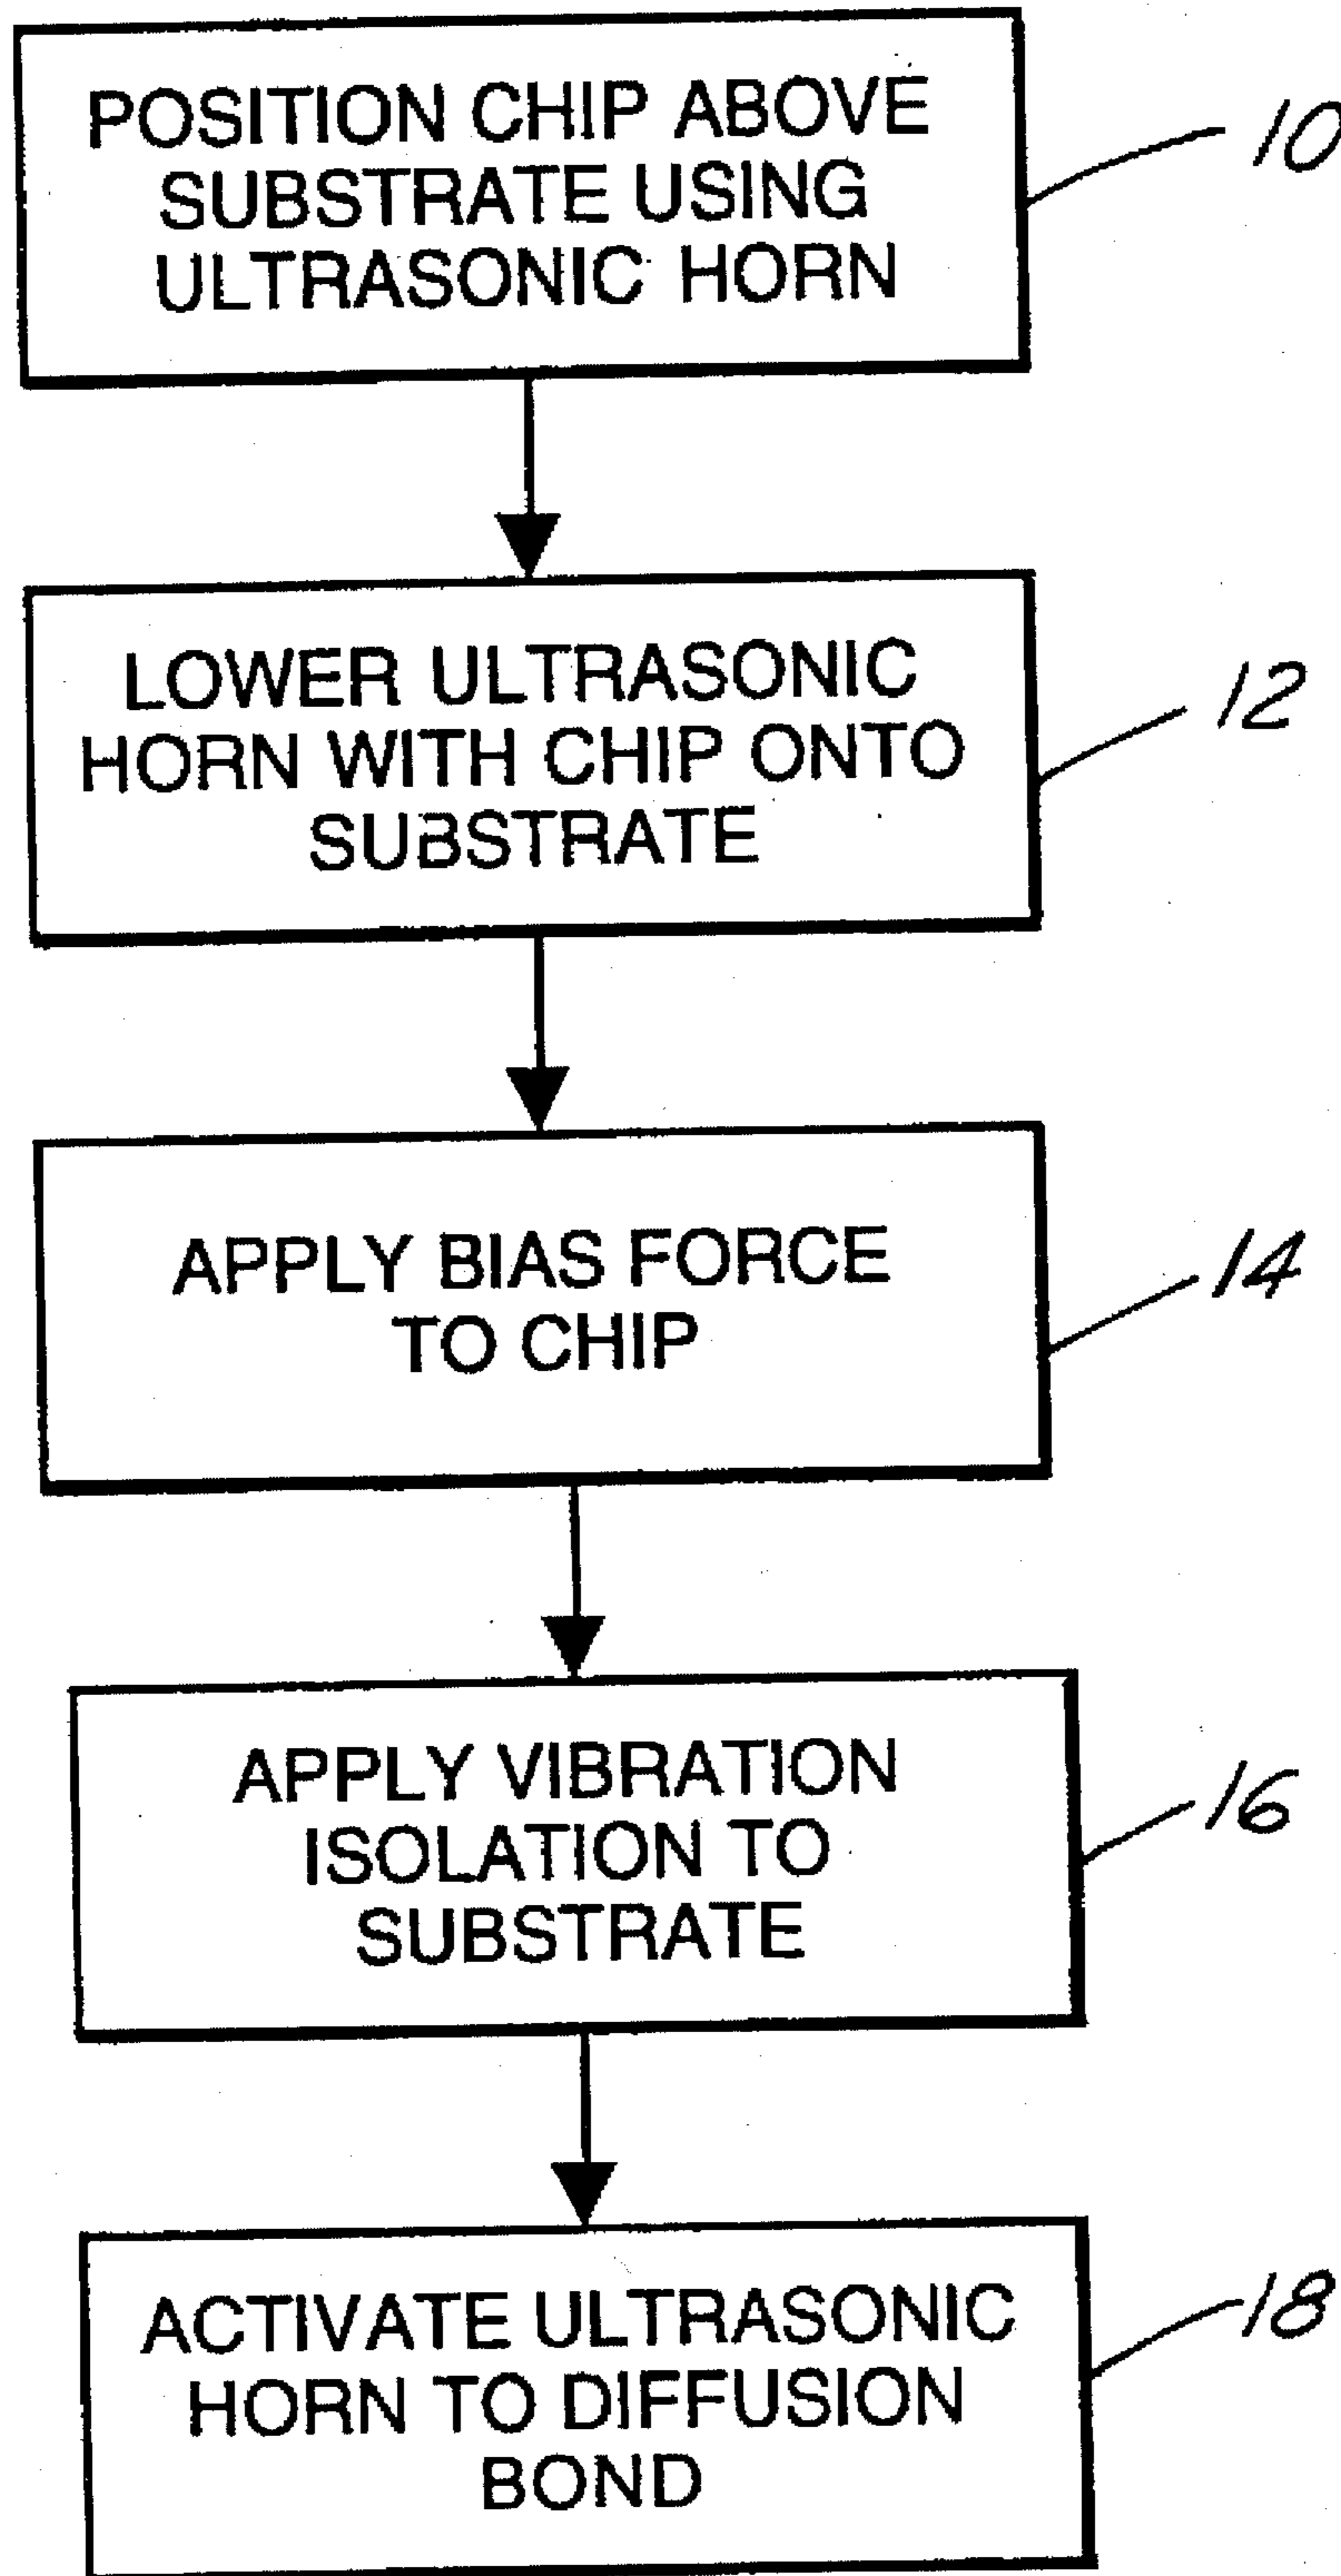 POSITION CHIP ABOVE
SUBSTRATE USING
ULTRASONIC HORN
10
LOWER ULTRASONIC
HORN WITH CHIP ONTO
SUBSTRATE
12
APPLY BIAS FORCE
TO CHIP
14
APPLY VIBRATION
ISOLATION TO
SUBSTRATE
16
ACTIVATE ULTRASONIC
HORN TO DIFFUSION
BOND
18